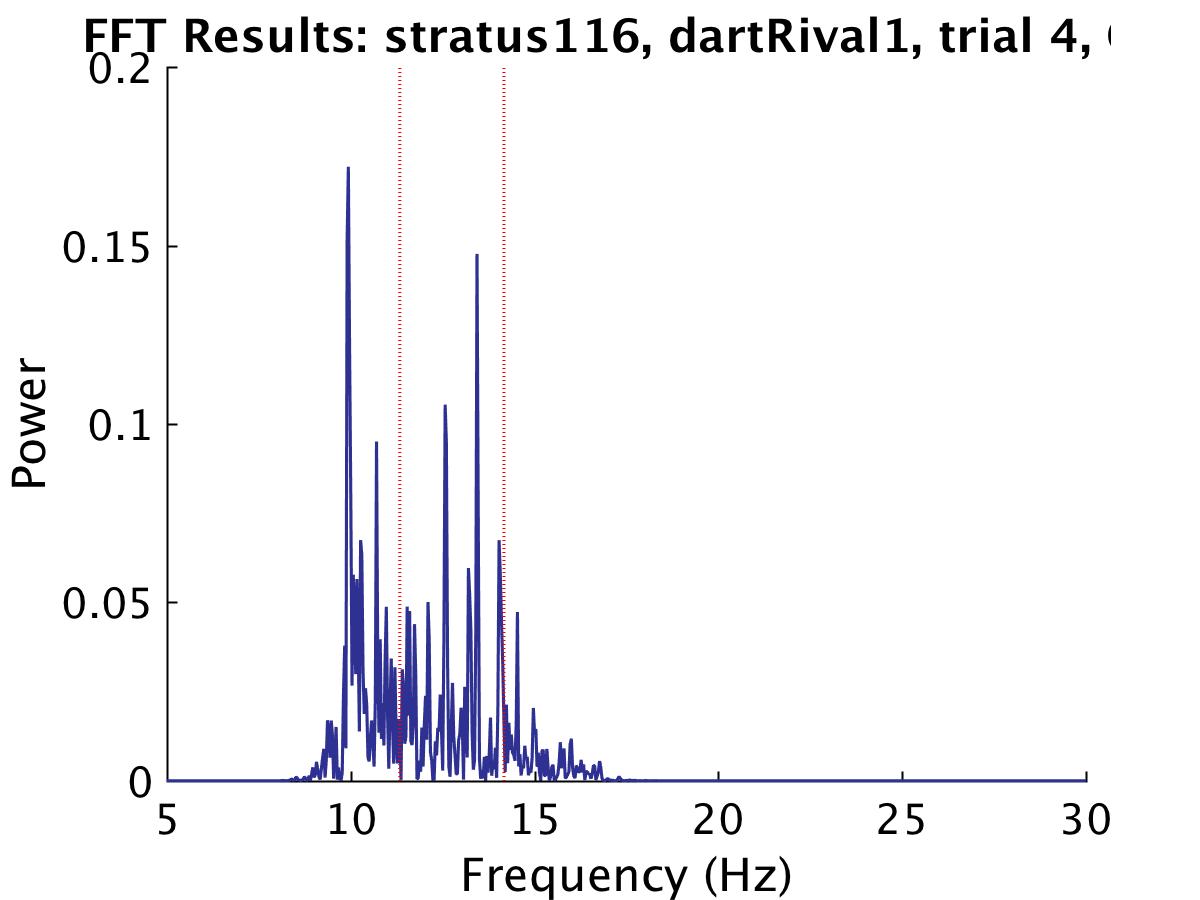 FFT Results: stratus116, dartRival1, trial 4,
0.2
0.15
0.1
0.05
0
Power
5 10 15 20 25 30
Frequency (Hz)